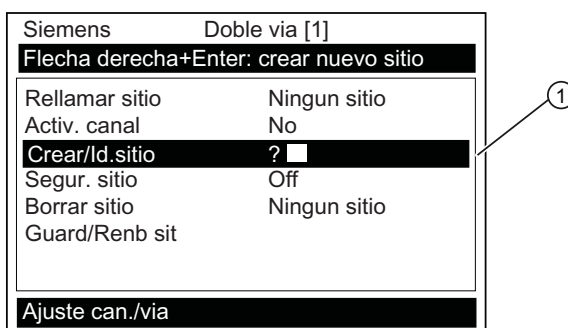 Siemens Doble via [1]
Flecha derecha+Enter: crear nuevo sitio
Rellamar sitio Ningun sitio
Activ. canal No
Crear/Id.sitio ?
Segur. sitio Off
Borrar sitio Ningun sitio
Guard/Renb sit
Ajuste can./via
1